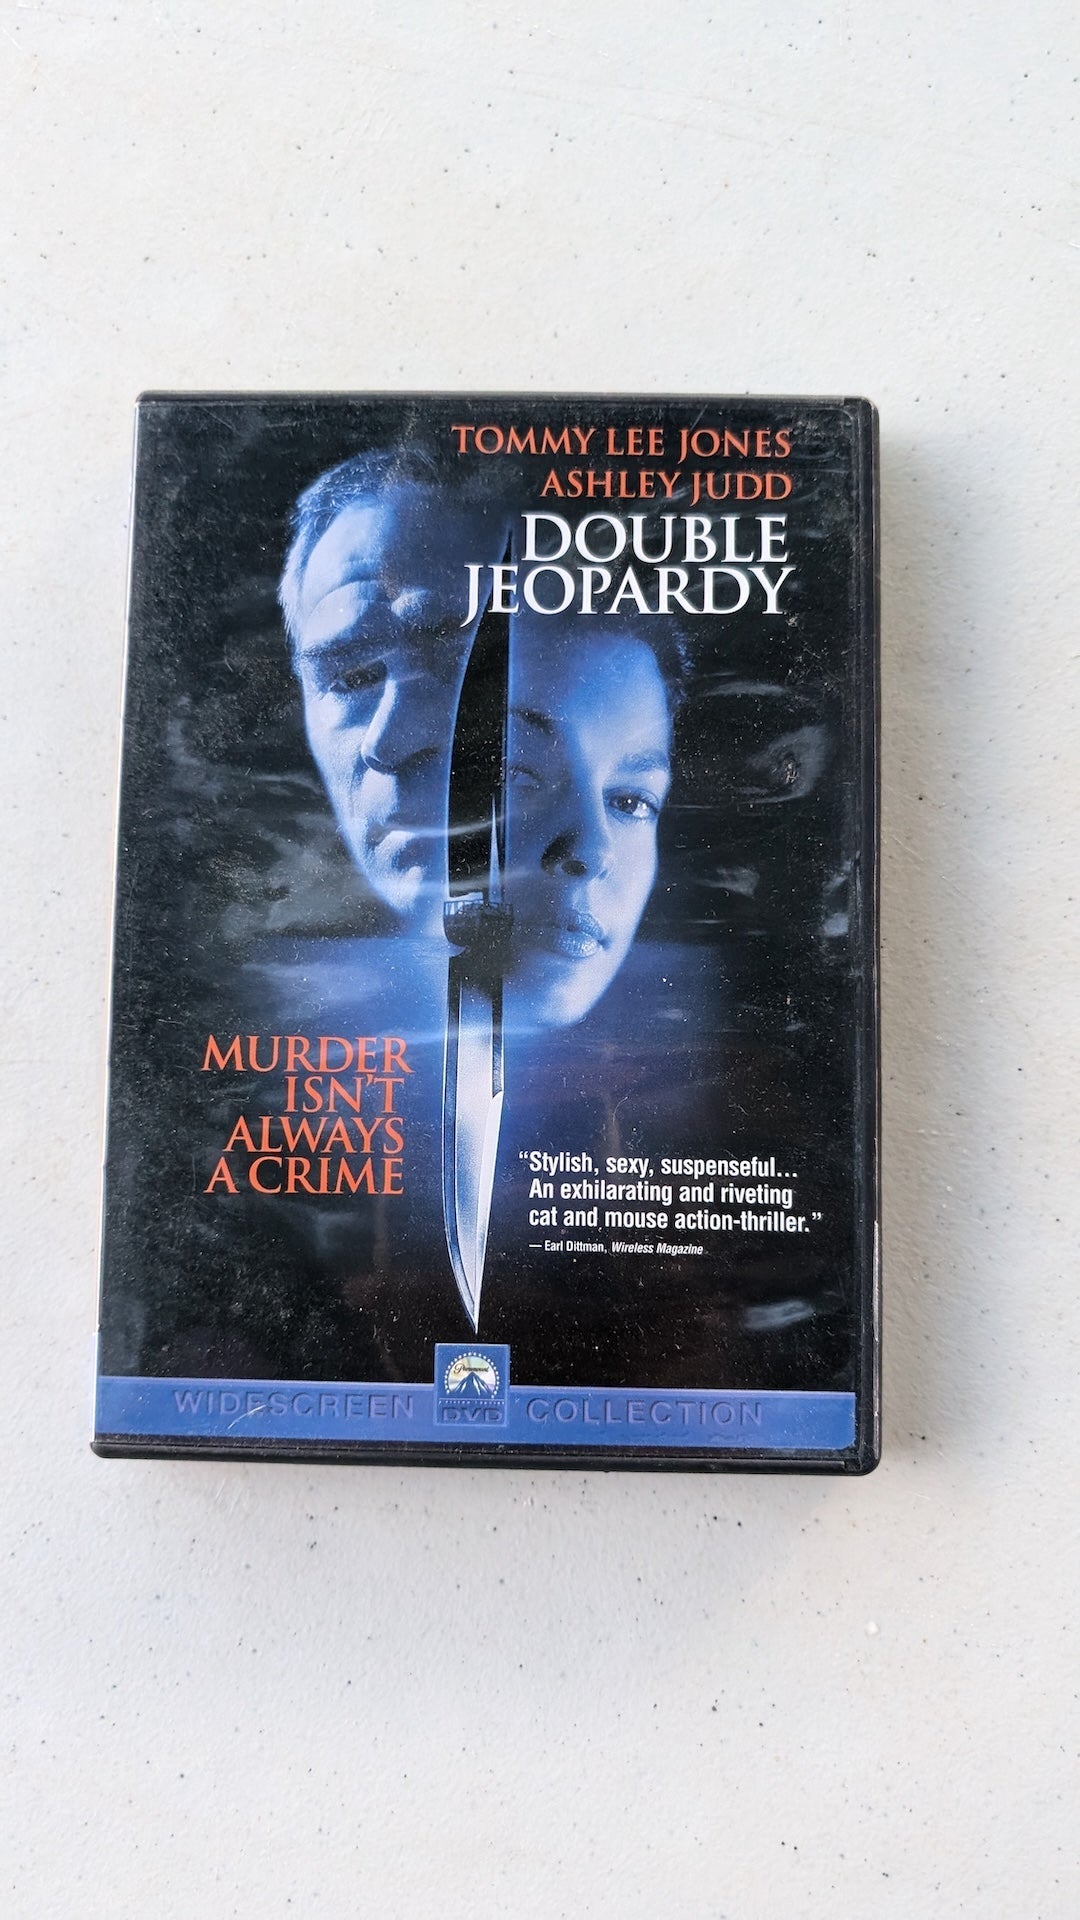 TOMMY LEE JONES
ASHLEY JUDD
DOUBLE
JEOPARDY
MURDER
ISN'T
ALWAYS
A CRIME
“Stylish, sexy, suspenseful...
An exhilarating and riveting
cat and mouse action-thriller.”
— Earl Dittman, Wireless Magazine
Paramount
WIDESCREEN DVD COLLECTION